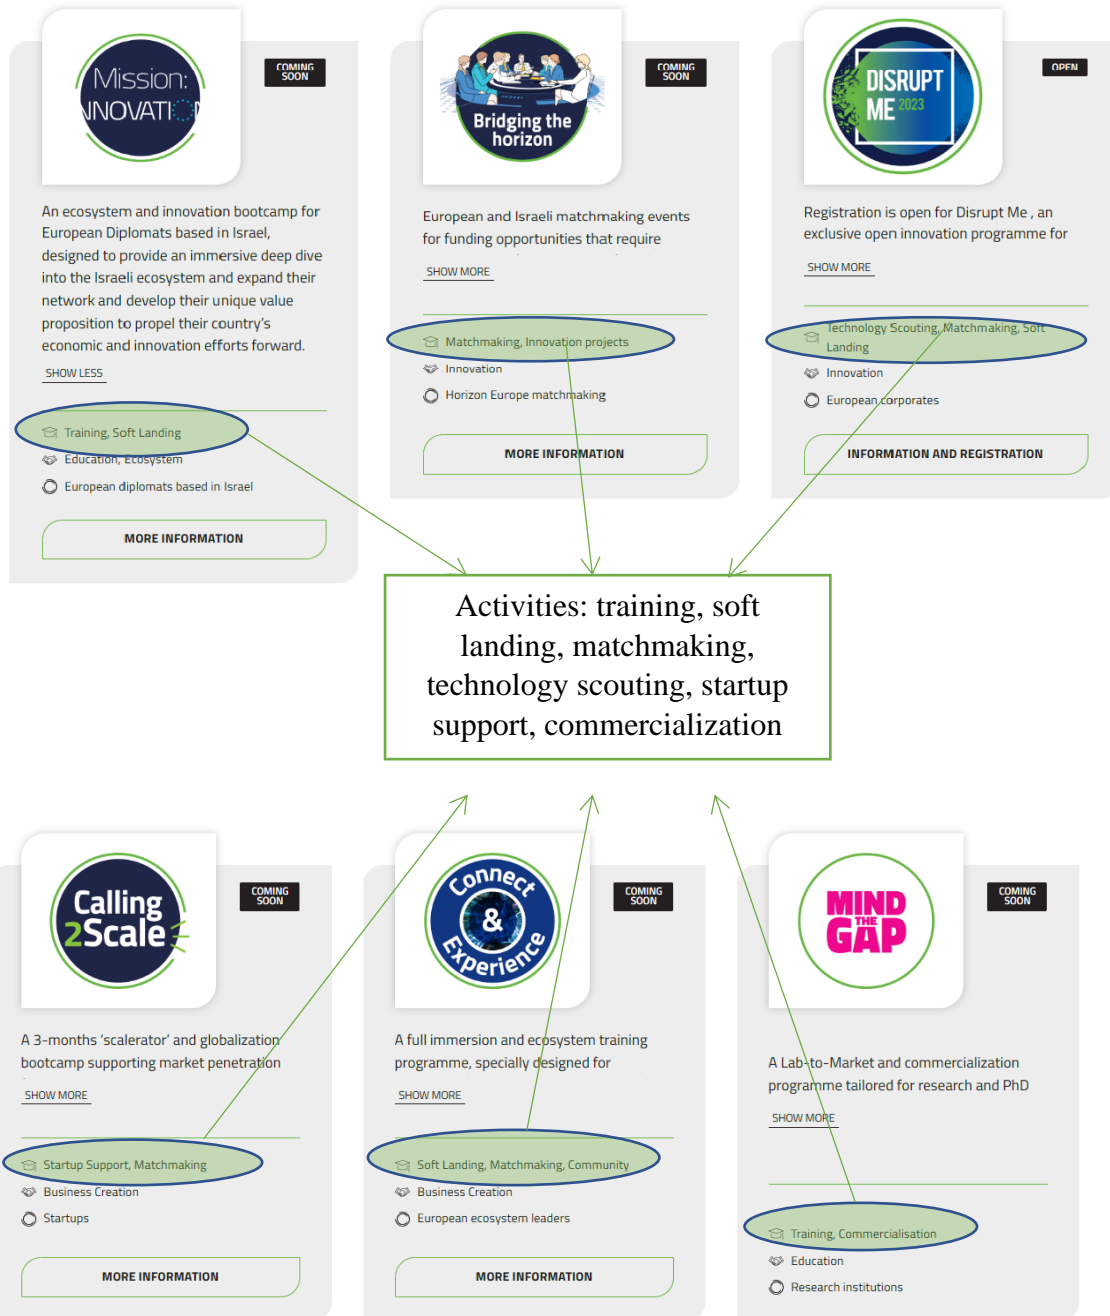 Mission:
INNOVATION
COMING
SOON
An ecosystem and innovation bootcamp for
European Diplomats based in Israel,
designed to provide an immersive deep dive
into the Israeli ecosystem and expand their
network and develop their unique value
proposition to propel their country's
economic and innovation efforts forward.
SHOW LESS
Training, Soft Landing
Education, Ecosystem
European diplomats based in Israel
MORE INFORMATION
Bridging the
horizon
COMING
SOON
European and Israeli matchmaking events
for funding opportunities that require
SHOW MORE
Matchmaking, Innovation projects
Innovation
Horizon Europe matchmaking
MORE INFORMATION
DISRUPT
ME 2023
OPEN
Registration is open for Disrupt Me , an
exclusive open innovation programme for
SHOW MORE
Technology Scouting, Matchmaking, Soft
Landing
Innovation
European corporates
INFORMATION AND REGISTRATION
Activities: training, soft
landing, matchmaking,
technology scouting, startup
support, commercialization
Calling
2Scale
COMING
SOON
A 3-months ‘scalerator’ and globalization
bootcamp supporting market penetration
SHOW MORE
Startup Support, Matchmaking
Business Creation
Startups
MORE INFORMATION
Connect
&
Experience
COMING
SOON
A full immersion and ecosystem training
programme, specially designed for
SHOW MORE
Soft Landing, Matchmaking, Community
Business Creation
European ecosystem leaders
MORE INFORMATION
MIND
THE
GAP
COMING
SOON
A Lab-to-Market and commercialization
programme tailored for research and PhD
SHOW MORE
Training, Commercialisation
Education
Research institutions